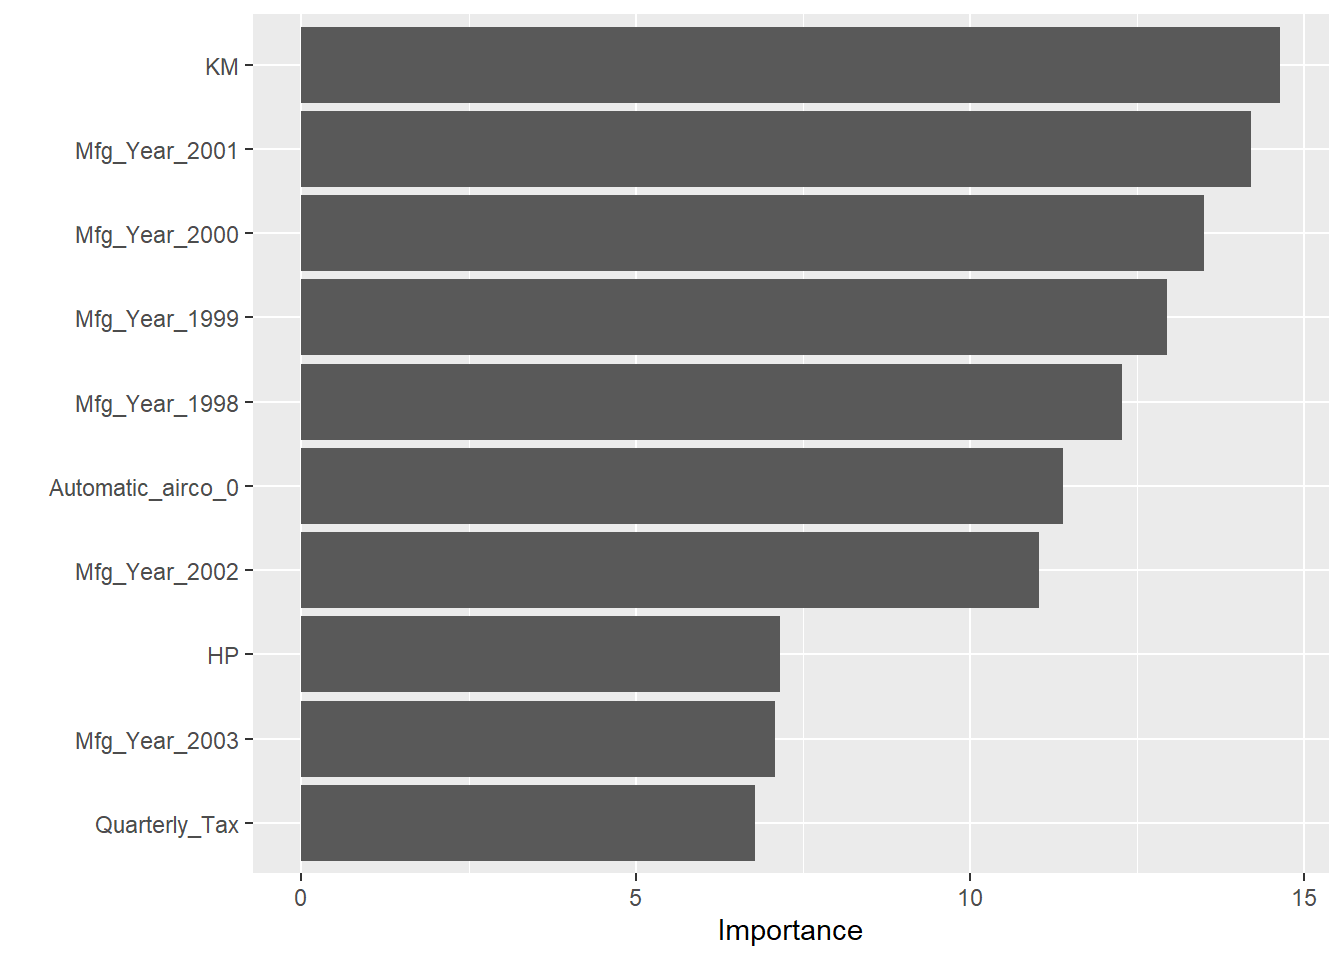 KM
Mfg_Year_2001
Mfg_Year_2000
Mfg_Year_1999
Mfg_Year_1998
Automatic_airco_0
Mfg_Year_2002
HP
Mfg_Year_2003
Quarterly_Tax
0 5 10 15
Importance